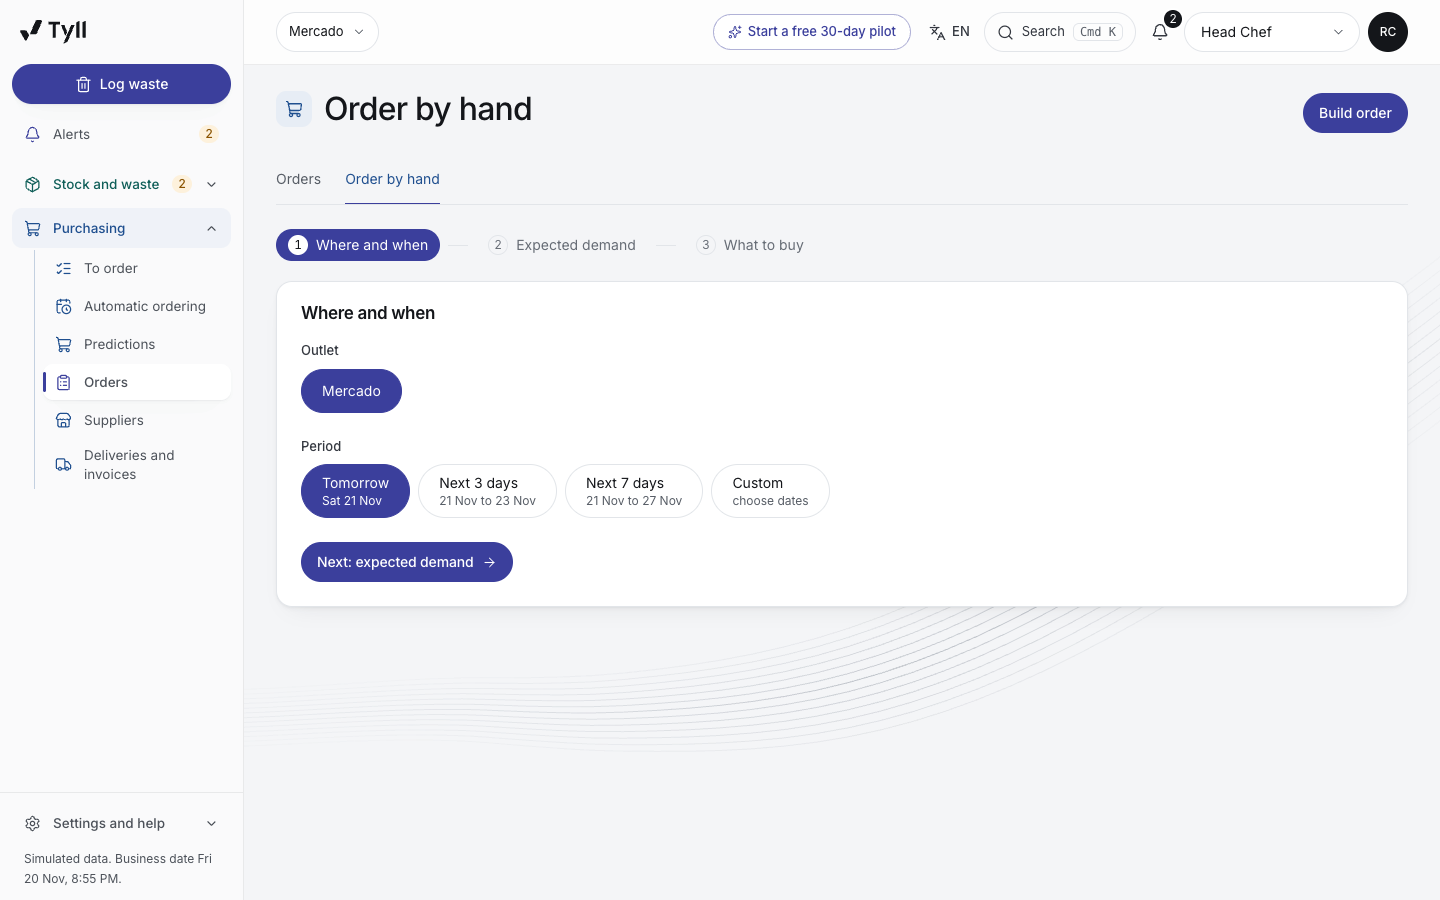 Tyll
Log waste
Alerts
2
Stock and waste
2
Purchasing
To order
Automatic ordering
Predictions
Orders
Suppliers
Deliveries and
invoices
Settings and help
Simulated data. Business date Fri
20 Nov, 8:55 PM.
Mercado
Start a free 30-day pilot
EN
Search
Cmd K
2
Head Chef
RC
Order by hand
Build order
Orders
Order by hand
1 Where and when
2 Expected demand
3 What to buy
Where and when
Outlet
Mercado
Period
Tomorrow
Sat 21 Nov
Next 3 days
21 Nov to 23 Nov
Next 7 days
21 Nov to 27 Nov
Custom
choose dates
Next: expected demand